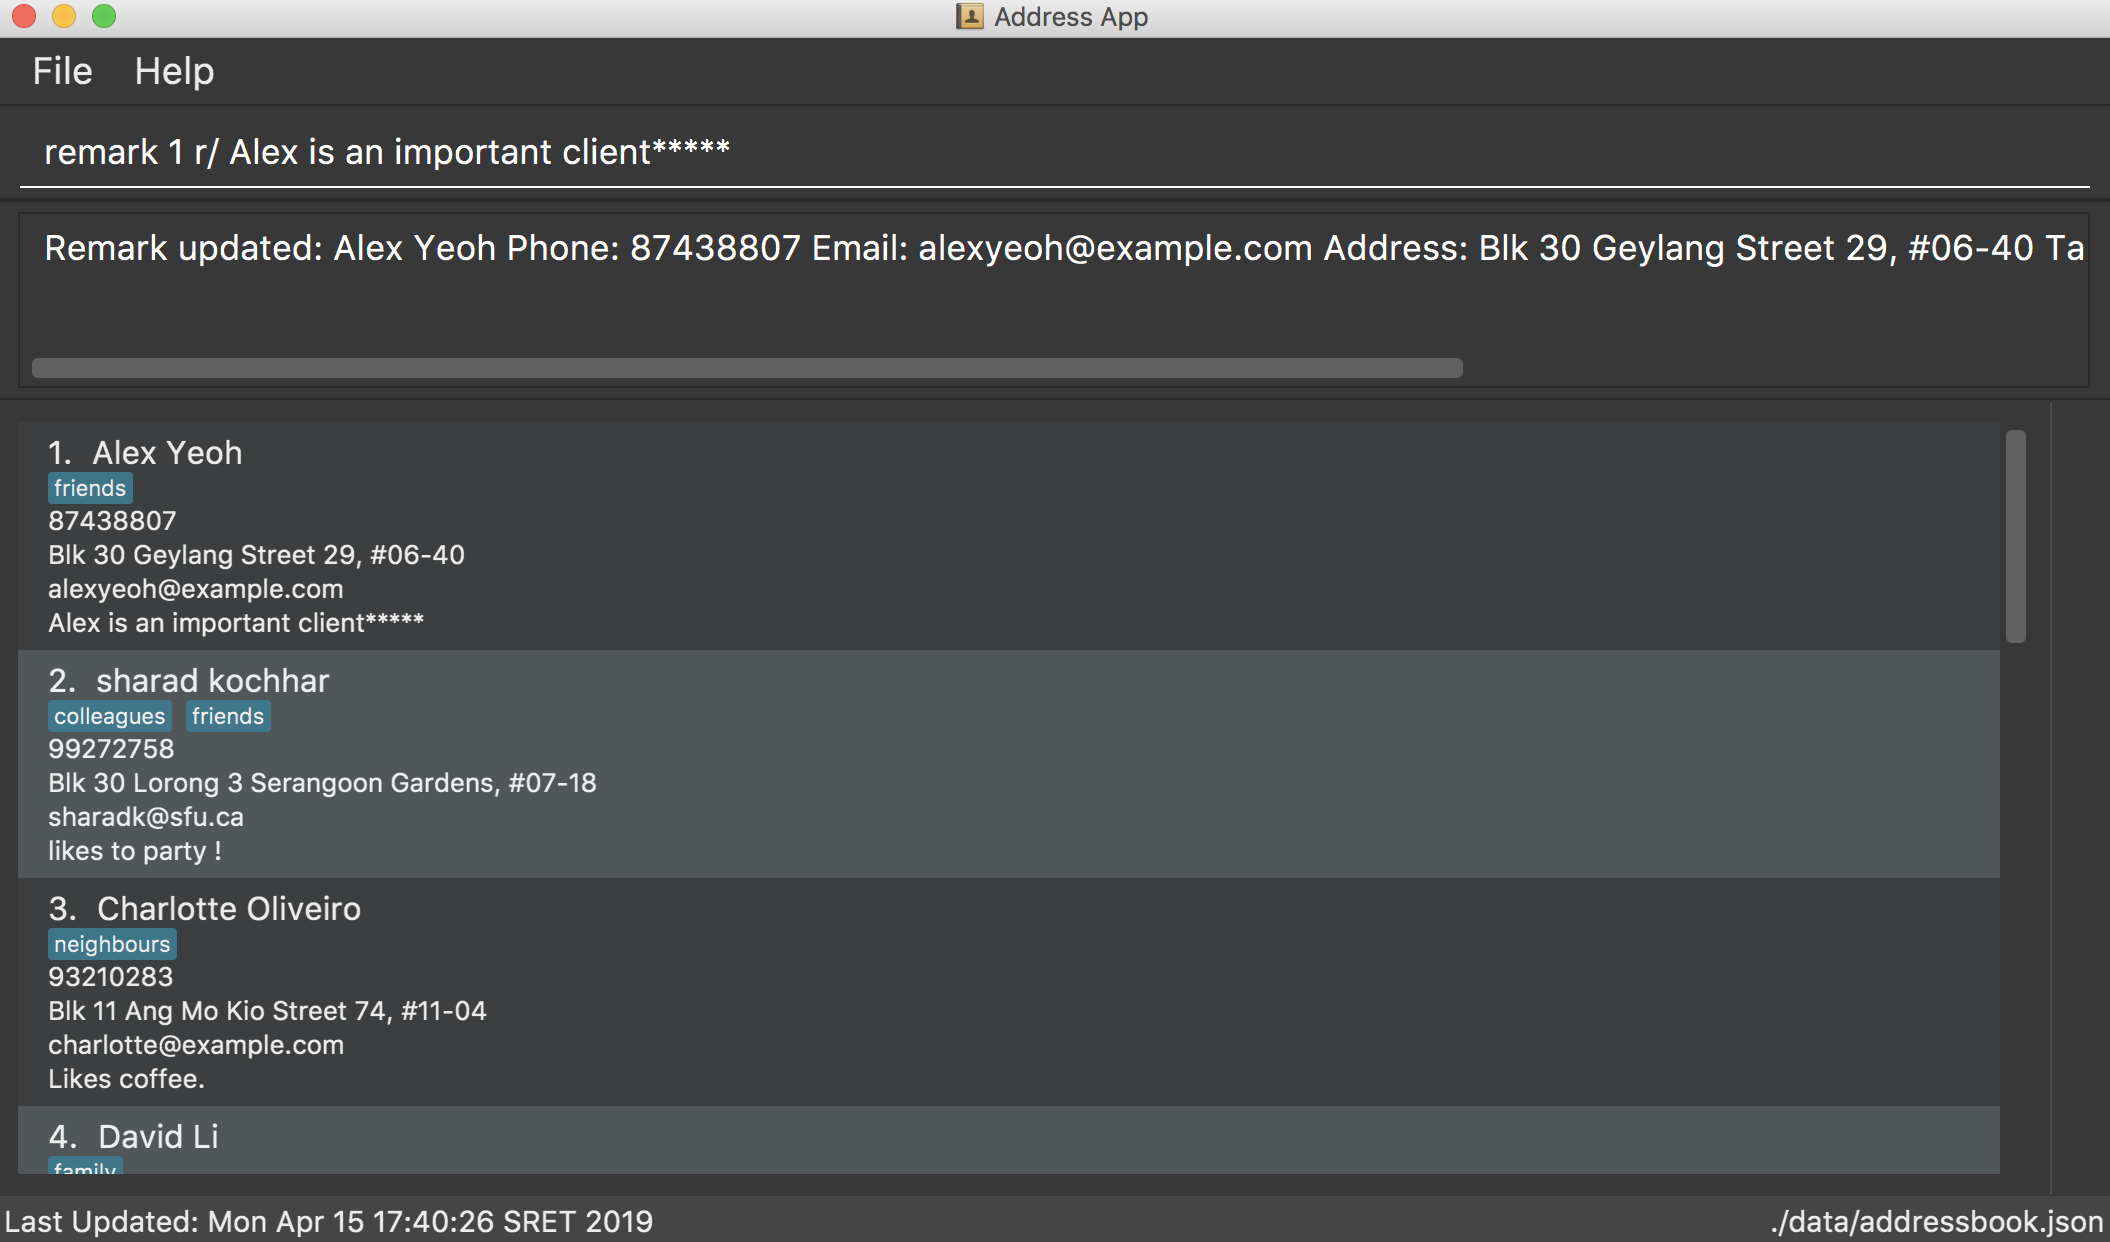 Address App
File Help
remark 1 r/ Alex is an important client*****
Remark updated: Alex Yeoh Phone: 87438807 Email: alexyeoh@example.com Address: Blk 30 Geylang Street 29, #06-40 Ta
1. Alex Yeoh
friends
87438807
Blk 30 Geylang Street 29, #06-40
alexyeoh@example.com
Alex is an important client*****
2. sharad kochhar
colleagues friends
99272758
Blk 30 Lorong 3 Serangoon Gardens, #07-18
sharadk@sfu.ca
likes to party !
3. Charlotte Oliveiro
neighbours
93210283
Blk 11 Ang Mo Kio Street 74, #11-04
charlotte@example.com
Likes coffee.
4. David Li
family
Last Updated: Mon Apr 15 17:40:26 SRET 2019 ./data/addressbook.json